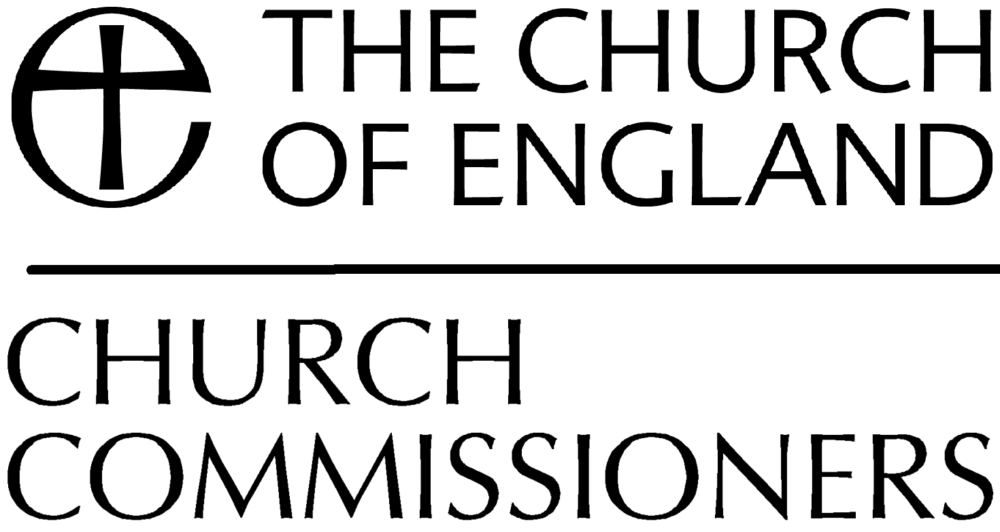 THE CHURCH
OF ENGLAND
CHURCH
COMMISSIONERS